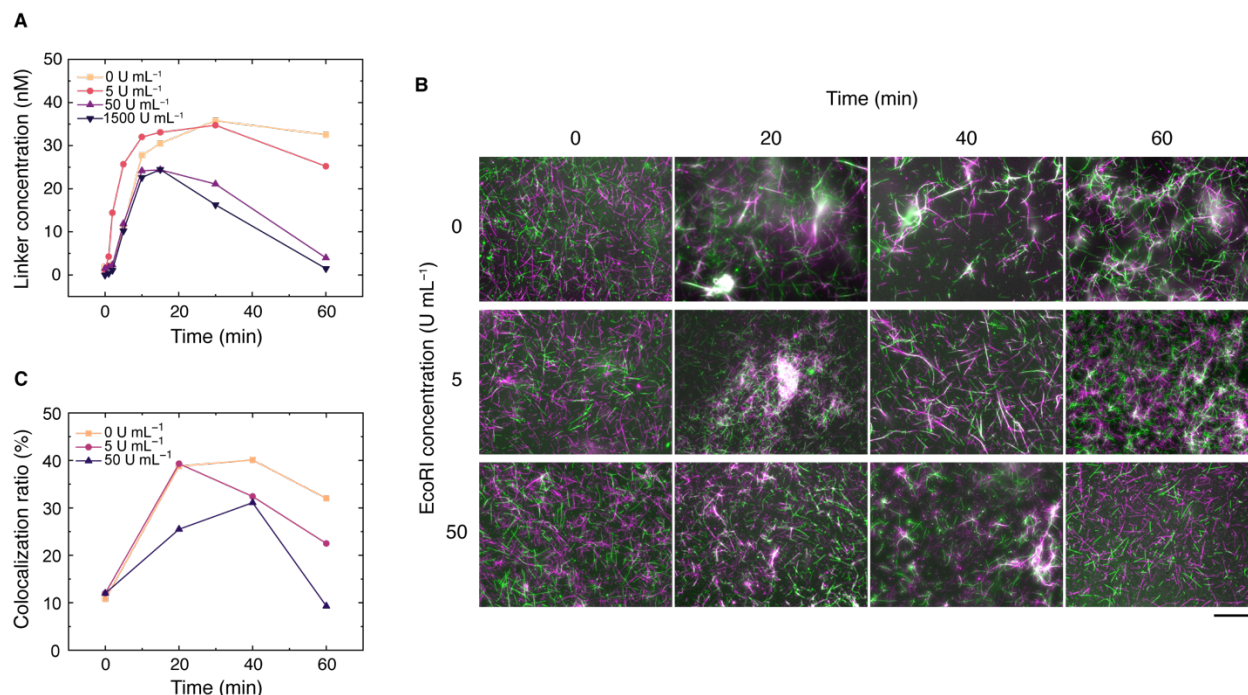 A
Linker concentration (nM)
50
40
30
20
10
0
0 U mL⁻¹
5 U mL⁻¹
50 U mL⁻¹
1500 U mL⁻¹
0 20 40 60
Time (min)
B
Time (min)
0 20 40 60
EcoRI concentration (U mL⁻¹)
0
5
50
C
Colocalization ratio (%)
50
40
30
20
10
0
0 U mL⁻¹
5 U mL⁻¹
50 U mL⁻¹
0 20 40 60
Time (min)